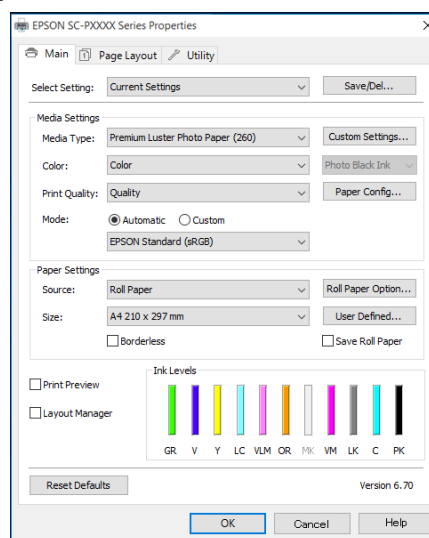 EPSON SC-PXXXX Series Properties
Main Page Layout Utility
Select Setting: Current Settings Save/Del...
Media Settings
Media Type: Premium Luster Photo Paper (260) Custom Settings...
Color: Color Photo Black Ink
Print Quality: Quality Paper Config...
Mode: Automatic Custom
EPSON Standard (sRGB)
Paper Settings
Source: Roll Paper Roll Paper Option...
Size: A4 210 x 297 mm User Defined...
Borderless Save Roll Paper
Ink Levels
Print Preview
Layout Manager
GR V Y LC VLM OR MK VM LK C PK
Reset Defaults Version 6.70
OK Cancel Help